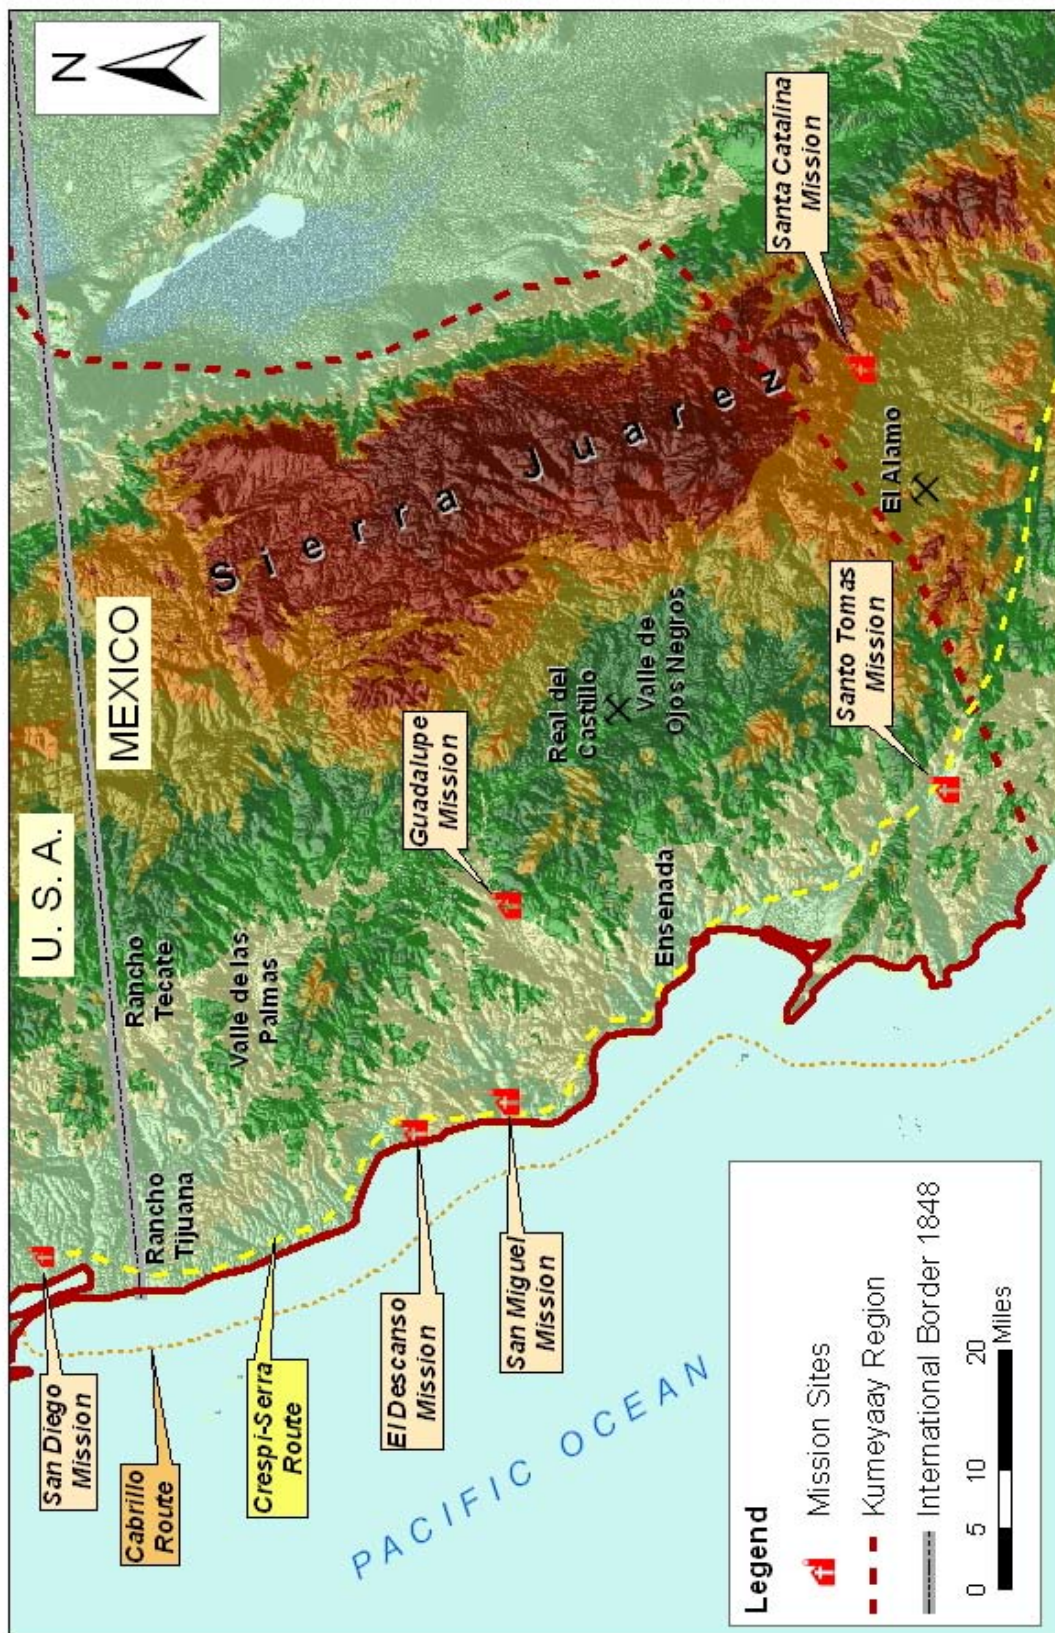 U. S. A.
MEXICO
N
San Diego
Mission
Cabrillo
Route
Crespi-Serra
Route
El Descanso
Mission
San Miguel
Mission
Rancho
Tijuana
Rancho
Tecate
Valle de las
Palmas
Guadalupe
Mission
Ensenada
Real del
Castillo
Valle de
Ojos Negros
Sierra Juarez
Santo Tomas
Mission
El Alamo
Santa Catalina
Mission
PACIFIC OCEAN
Legend
Mission Sites
Kumeyaay Region
International Border 1848
0 5 10 20
Miles